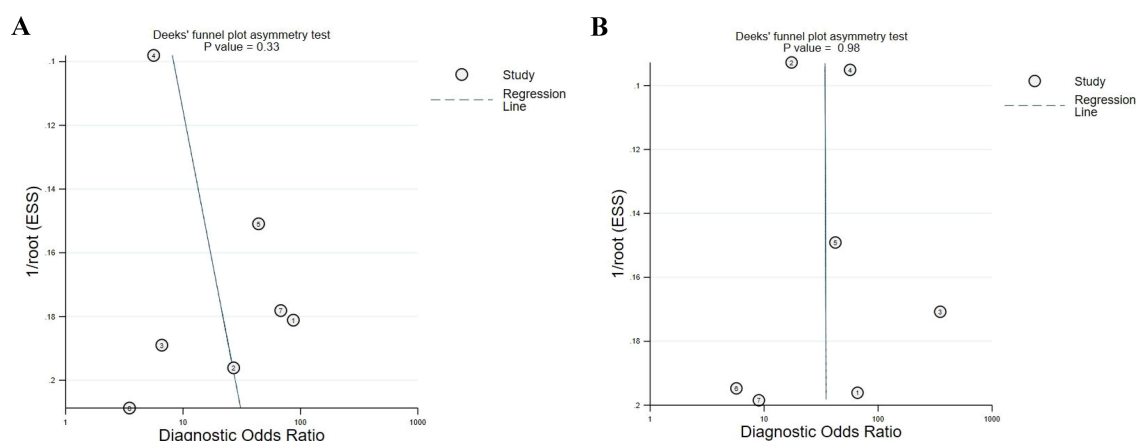 A
Deeks' funnel plot asymmetry test
P value = 0.33
.1
.12
.14
.16
.18
.2
1/root (ESS)
4
5
7
1
3
2
6
1
10
100
1000
Diagnostic Odds Ratio
Study
Regression
Line
B
Deeks' funnel plot asymmetry test
P value = 0.98
.1
.12
.14
.16
.18
.2
1/root (ESS)
2
4
5
3
6
1
7
1
10
100
1000
Diagnostic Odds Ratio
Study
Regression
Line